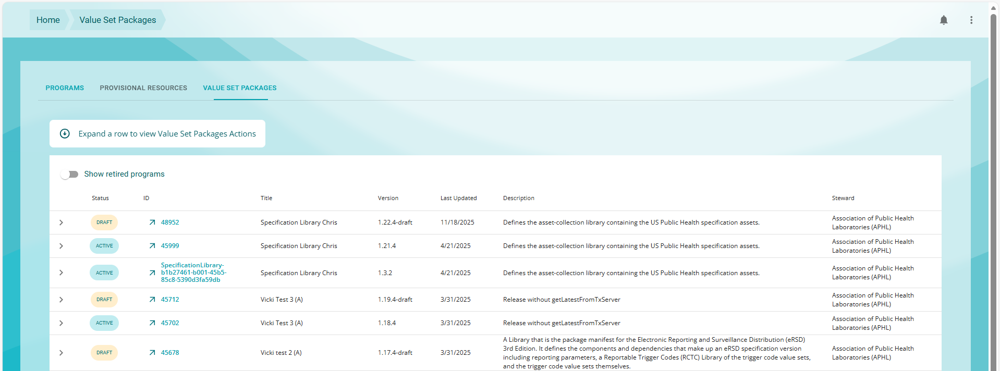 Home
Value Set Packages
PROGRAMS
PROVISIONAL RESOURCES
VALUE SET PACKAGES
Expand a row to view Value Set Packages Actions
Show retired programs
Status ID Title Version Last Updated Description Steward
DRAFT 48952 Specification Library Chris 1.22.4-draft 11/18/2025 Defines the asset-collection library containing the US Public Health specification assets. Association of Public Health
Laboratories (APHL)
ACTIVE 45999 Specification Library Chris 1.21.4 4/21/2025 Defines the asset-collection library containing the US Public Health specification assets. Association of Public Health
Laboratories (APHL)
ACTIVE
SpecificationLibrary-
b1b27461-b001-45b5-
85c8-5390d3fa59db
Specification Library Chris 1.3.2 4/21/2025 Defines the asset-collection library containing the US Public Health specification assets. Association of Public Health
Laboratories (APHL)
DRAFT 45712 Vicki Test 3 (A) 1.19.4-draft 3/31/2025 Release without getLatestFromTxServer Association of Public Health
Laboratories (APHL)
ACTIVE 45702 Vicki Test 3 (A) 1.18.4 3/31/2025 Release without getLatestFromTxServer Association of Public Health
Laboratories (APHL)
DRAFT 45678 Vicki test 2 (A) 1.17.4-draft 3/31/2025
A Library that is the package manifest for the Electronic Reporting and Surveillance Distribution (eRSD)
3rd Edition. It defines the components and dependencies that make up an eRSD specification version
including reporting parameters, a Reportable Trigger Codes (RCTC) Library of the trigger code value sets,
and the trigger code value sets themselves.
Association of Public Health
Laboratories (APHL)